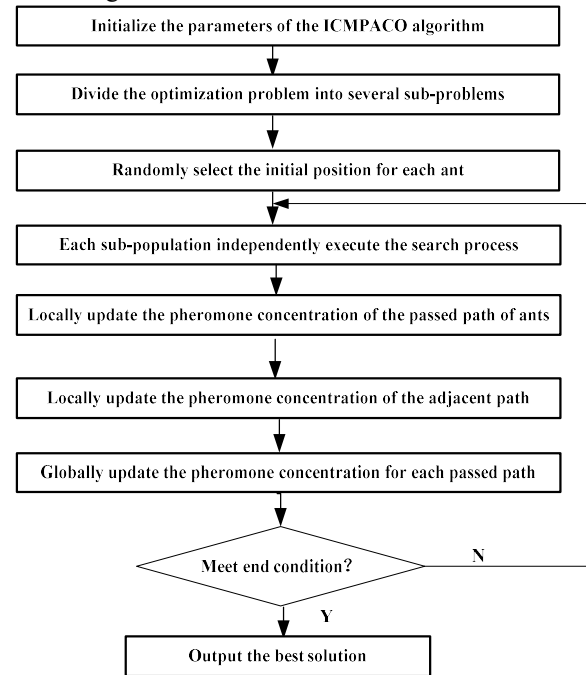 Initialize the parameters of the ICMPACO algorithm
Divide the optimization problem into several sub-problems
Randomly select the initial position for each ant
Each sub-population independently execute the search process
Locally update the pheromone concentration of the passed path of ants
Locally update the pheromone concentration of the adjacent path
Globally update the pheromone concentration for each passed path
Meet end condition?
N
Y
Output the best solution